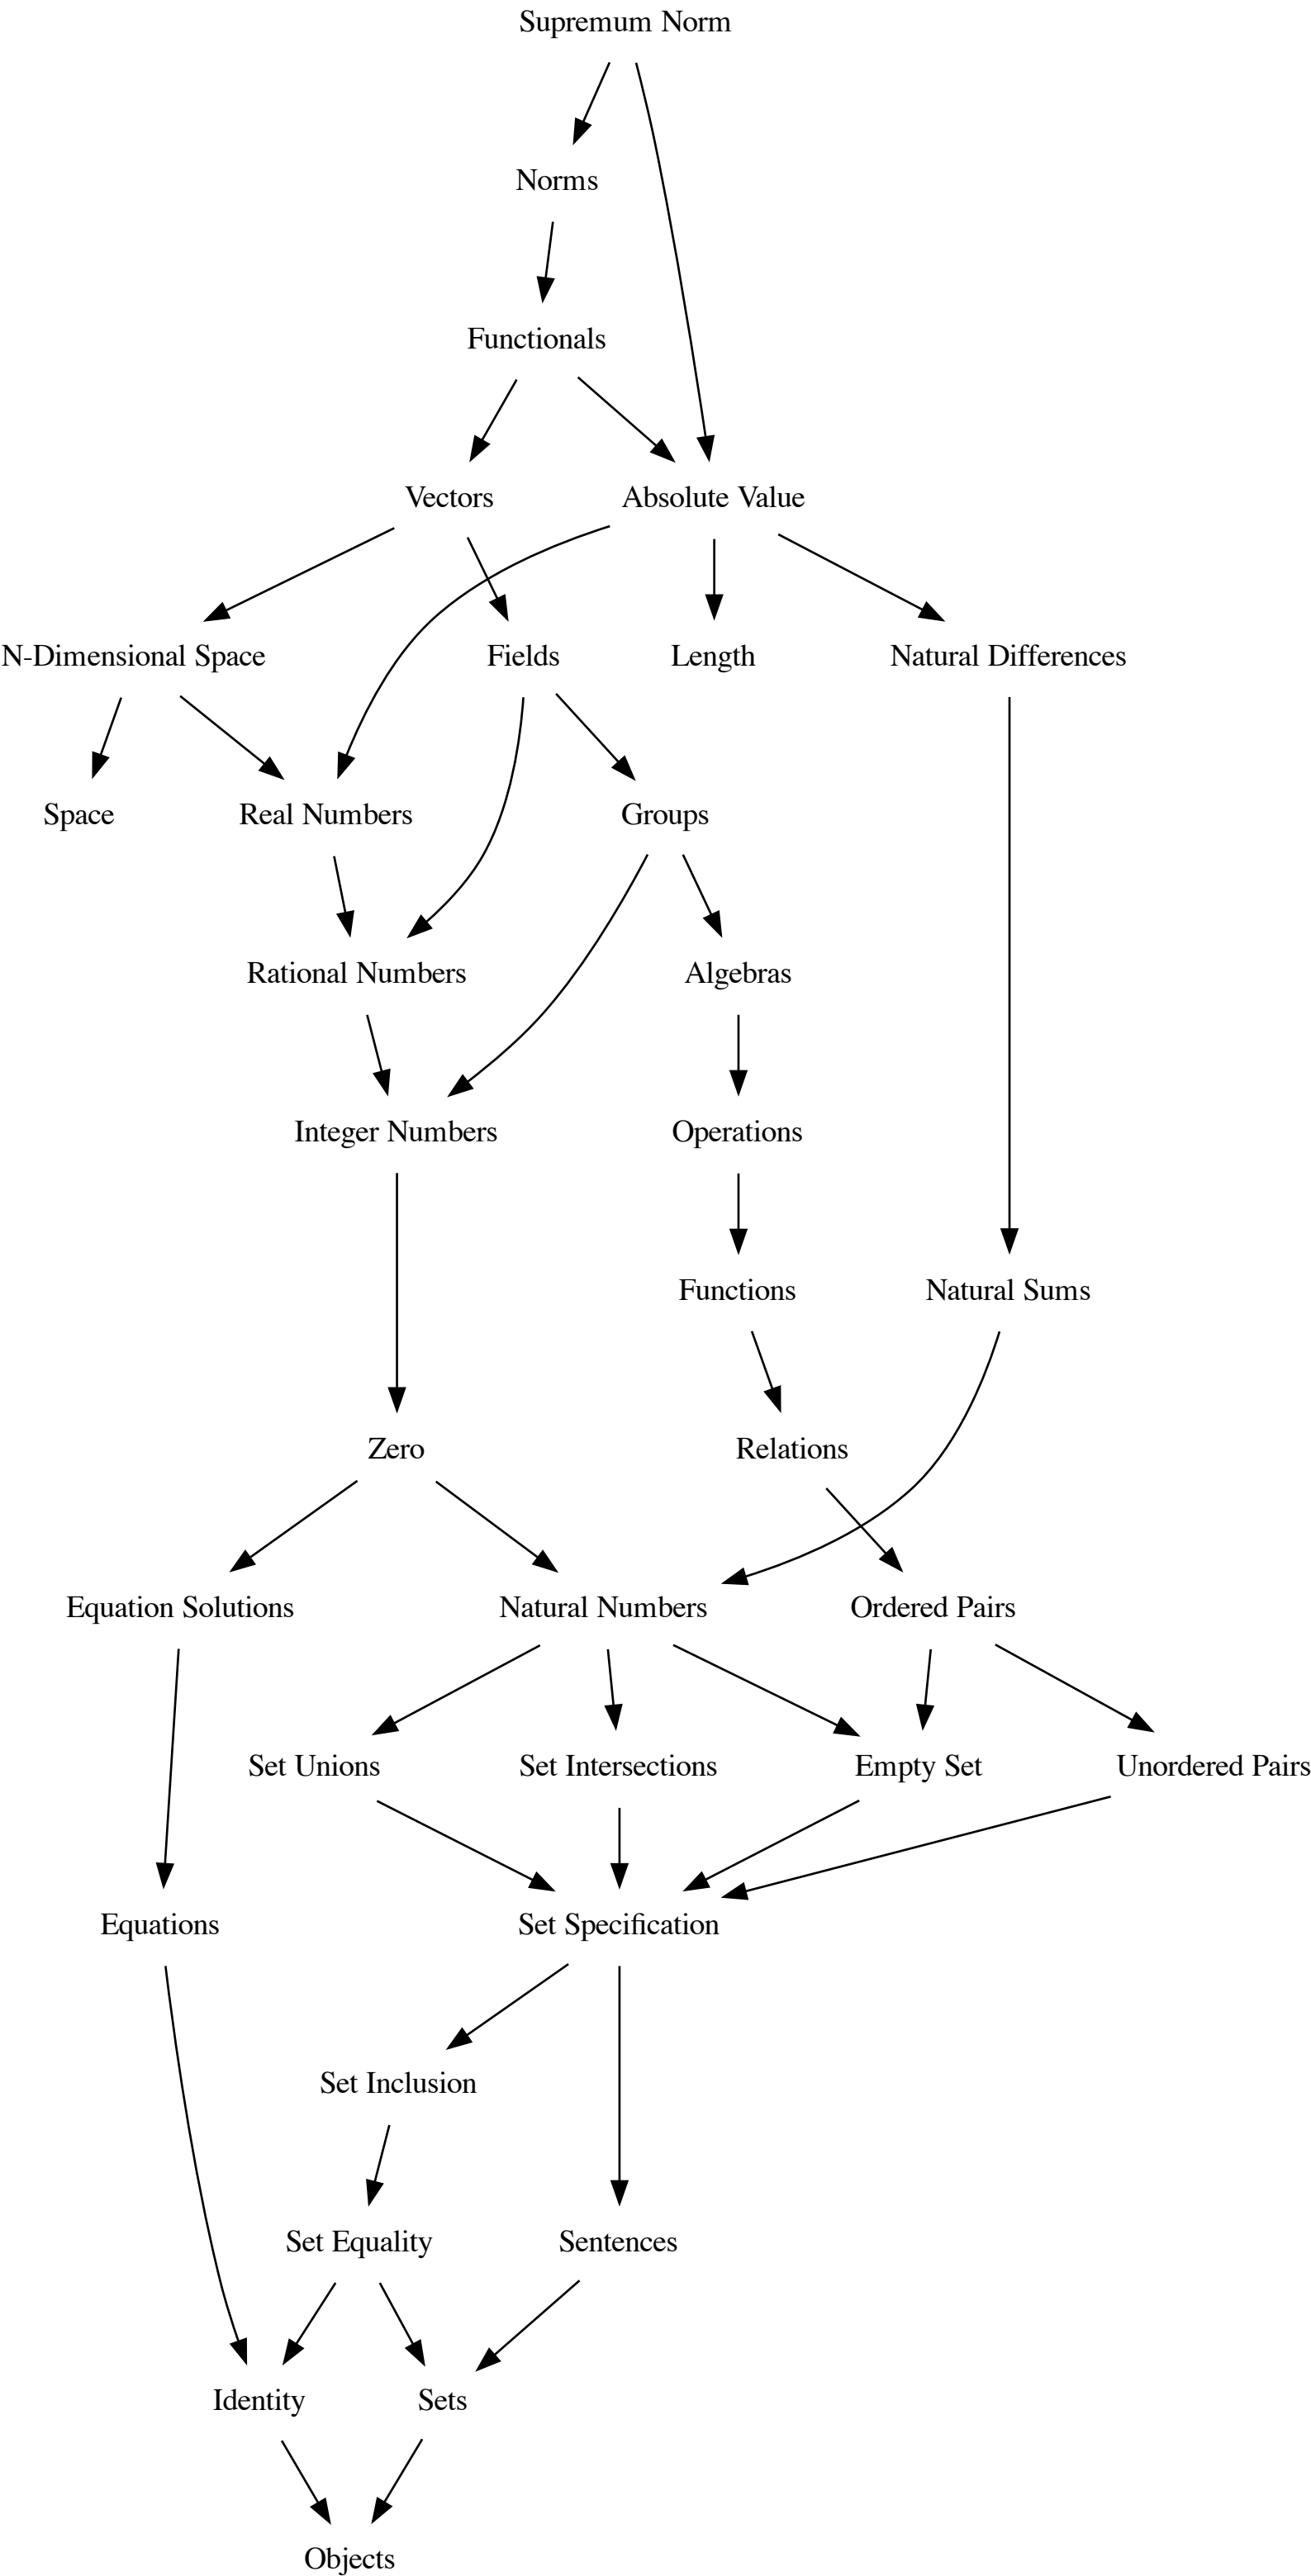 Supremum Norm
Norms
Functionals
Vectors
Absolute Value
N-Dimensional Space
Fields
Length
Natural Differences
Space
Real Numbers
Groups
Rational Numbers
Algebras
Integer Numbers
Operations
Functions
Natural Sums
Zero
Relations
Equation Solutions
Natural Numbers
Ordered Pairs
Set Unions
Set Intersections
Empty Set
Unordered Pairs
Equations
Set Specification
Set Inclusion
Set Equality
Sentences
Identity
Sets
Objects